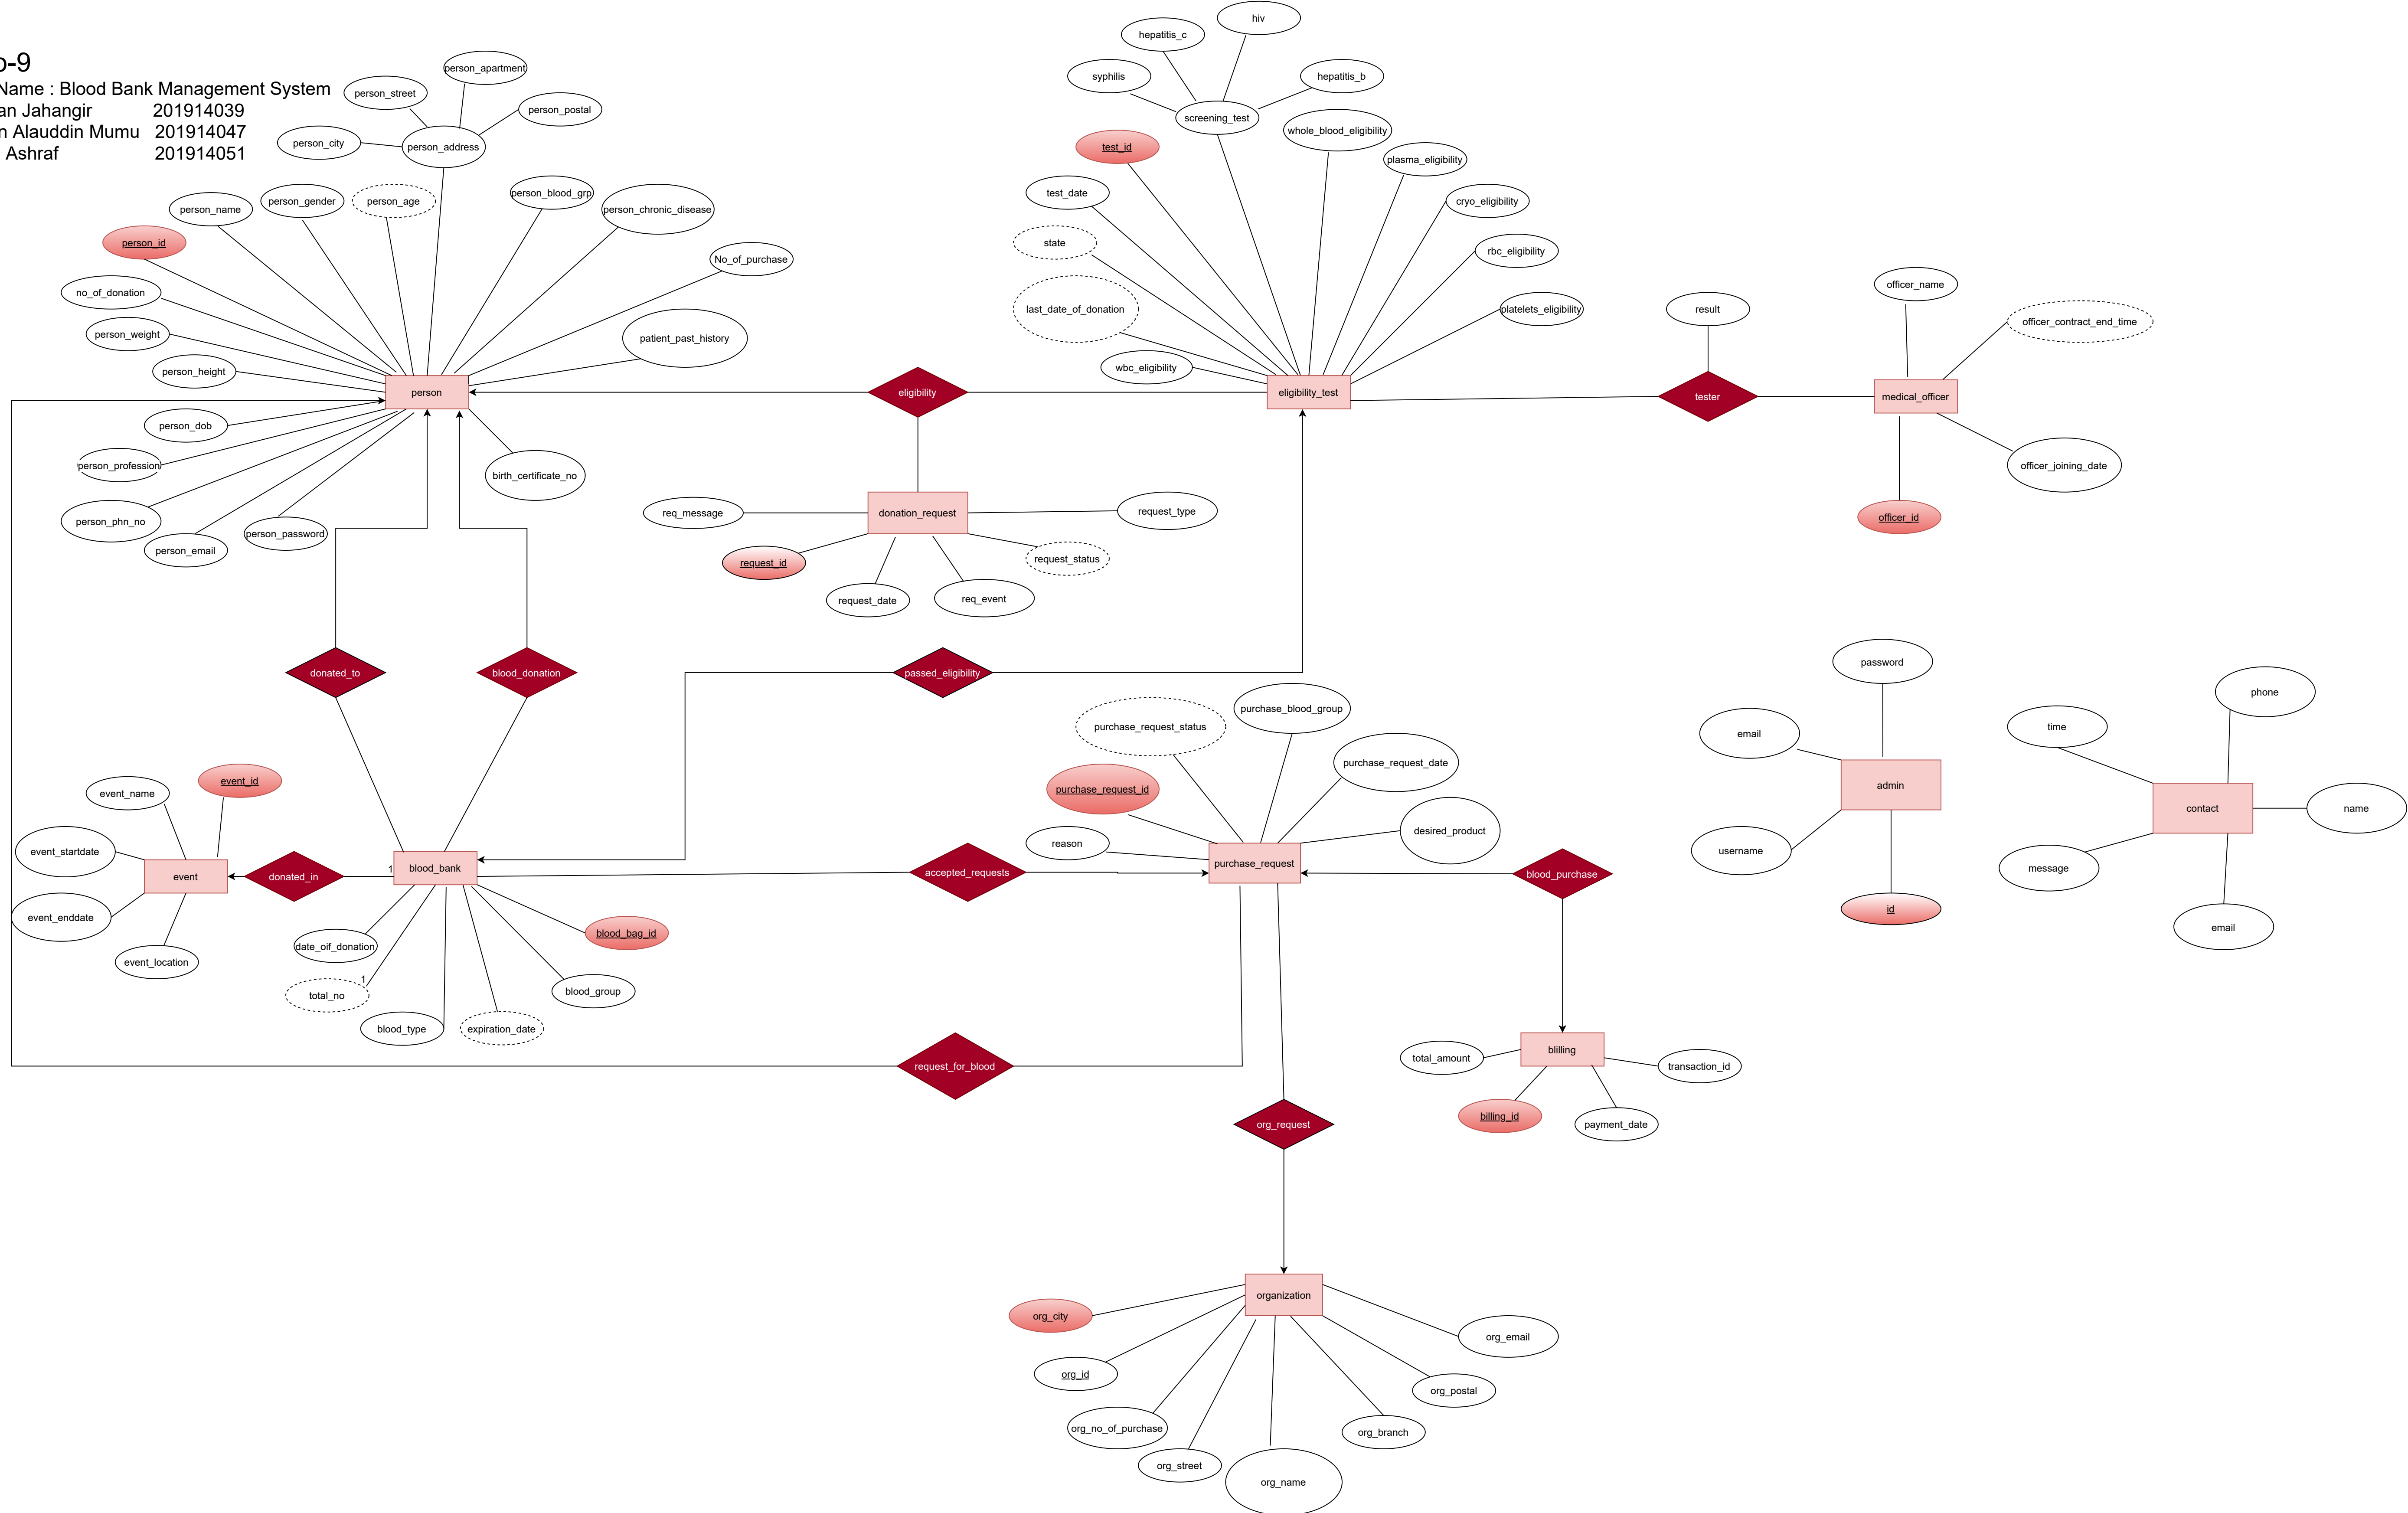 o-9
Name : Blood Bank Management System
an Jahangir 201914039
n Alauddin Mumu 201914047
Ashraf 201914051
person_apartment
person_street
person_postal
person_city
person_address
person_name
person_gender
person_age
person_blood_grp
person_chronic_disease
person_id
No_of_purchase
no_of_donation
person_weight
patient_past_history
person_height
person
person_dob
person_profession
birth_certificate_no
person_phn_no
person_email
person_password
hiv
hepatitis_c
syphilis
hepatitis_b
screening_test
whole_blood_eligibility
test_id
plasma_eligibility
test_date
cryo_eligibility
state
rbc_eligibility
last_date_of_donation
platelets_eligibility
wbc_eligibility
eligibility
eligibility_test
result
tester
officer_name
officer_contract_end_time
medical_officer
officer_joining_date
officer_id
req_message
donation_request
request_type
request_id
request_status
request_date
req_event
donated_to
blood_donation
passed_eligibility
purchase_request_status
purchase_blood_group
purchase_request_date
purchase_request_id
desired_product
reason
purchase_request
password
email
admin
username
id
phone
time
contact
name
message
email
event_id
event_name
event_startdate
event
donated_in
1
blood_bank
accepted_requests
blood_purchase
event_enddate
event_location
date_oif_donation
blood_bag_id
1
total_no
blood_group
blood_type
expiration_date
request_for_blood
blilling
total_amount
transaction_id
billing_id
payment_date
org_request
organization
org_city
org_email
org_id
org_postal
org_no_of_purchase
org_branch
org_street
org_name